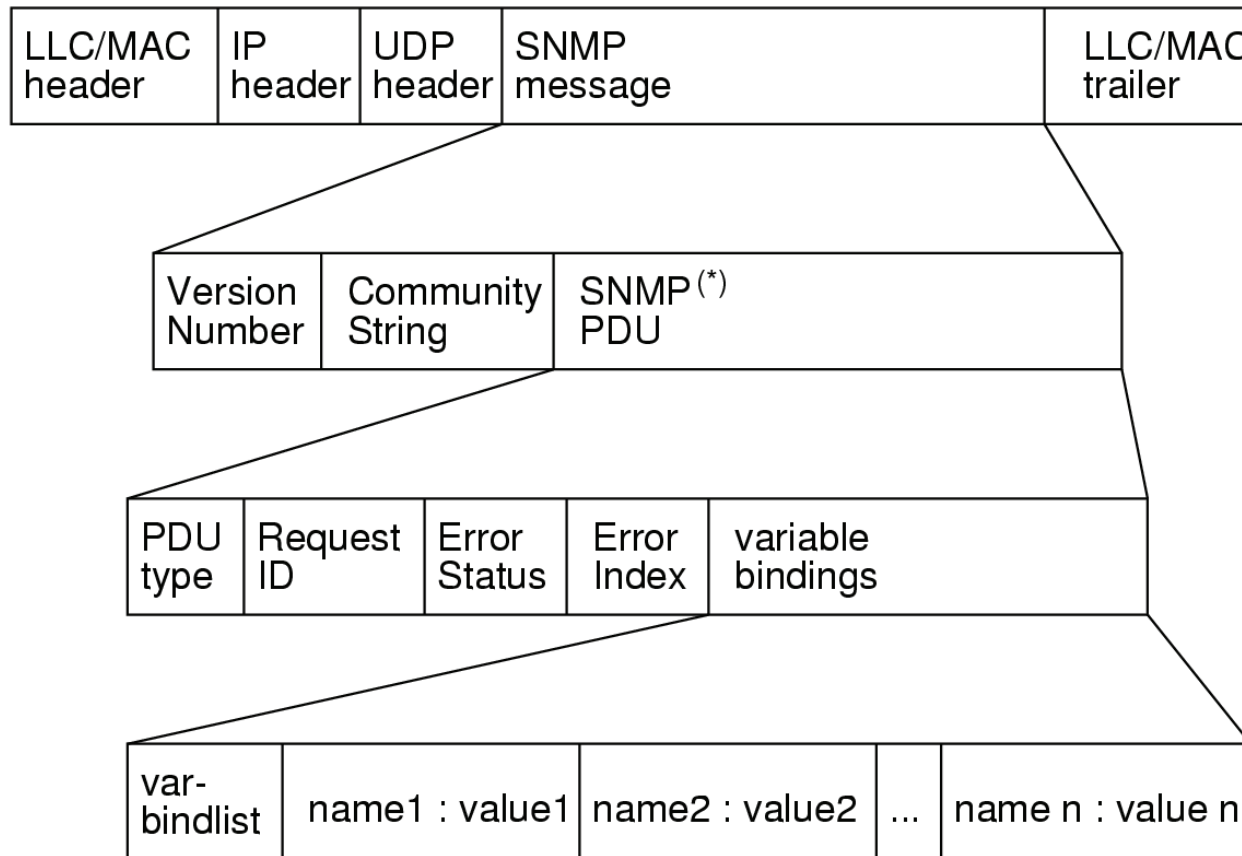 LLC/MAC
header
IP
header
UDP
header
SNMP
message
LLC/MAC
trailer
Version
Number
Community
String
SNMP (*)
PDU
PDU
type
Request
ID
Error
Status
Error
Index
variable
bindings
var-
bindlist
name1 : value1
name2 : value2
...
name n : value n